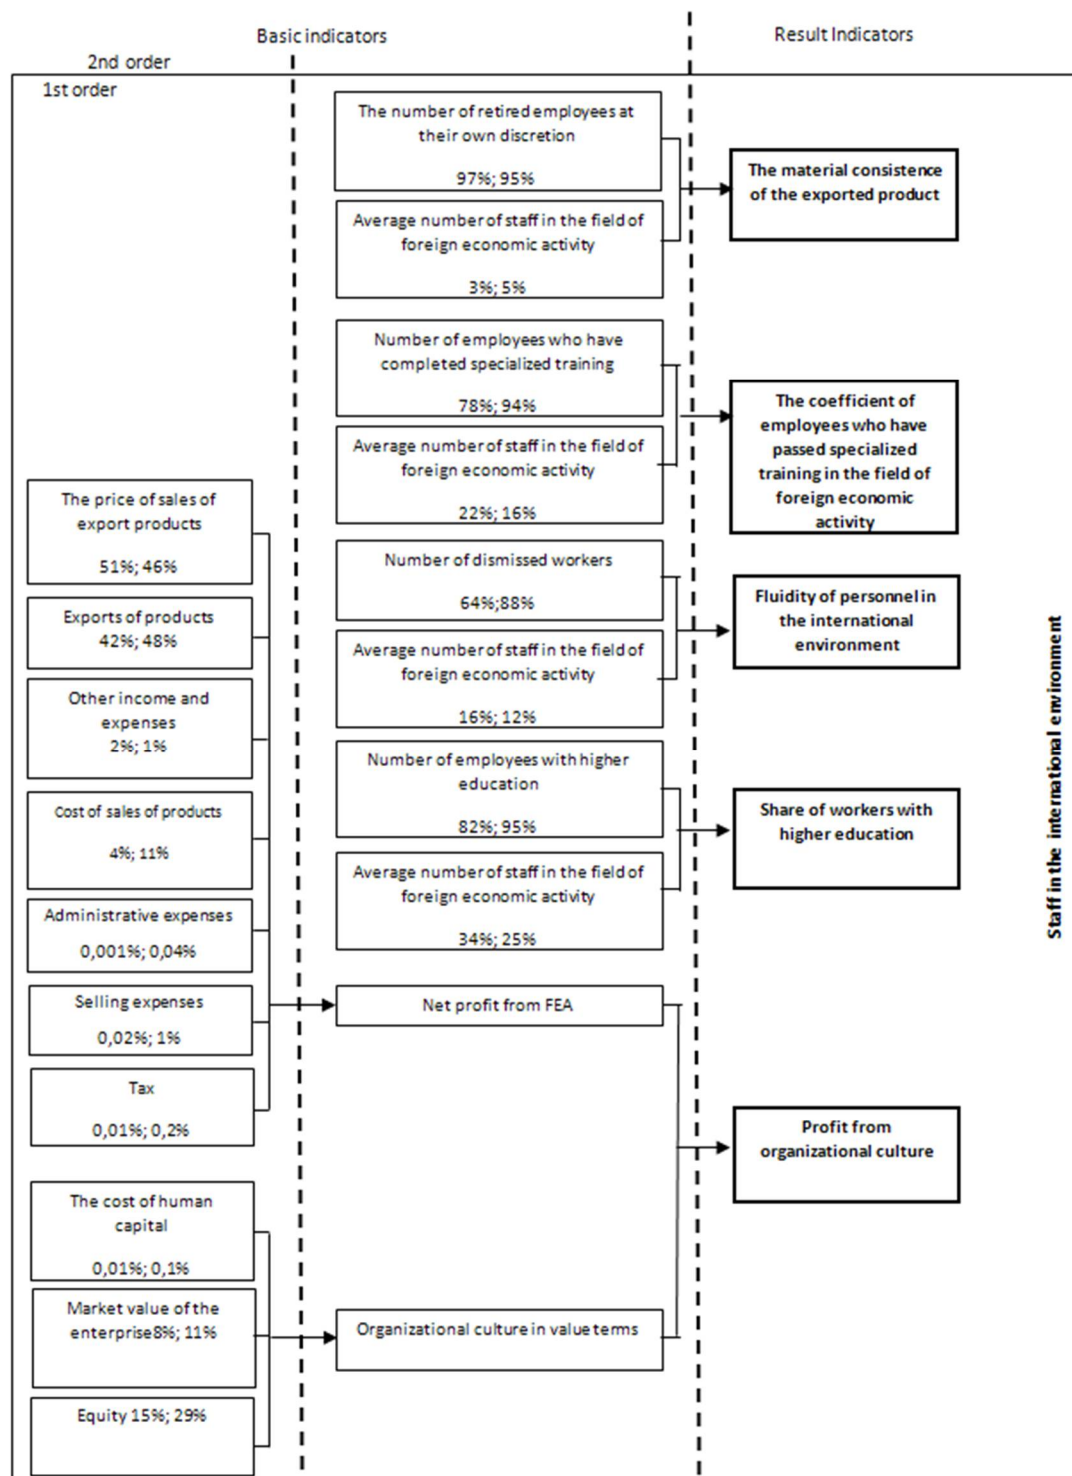 Basic indicators
Result Indicators
2nd order
1st order
The number of retired employees at
their own discretion
97%; 95%
Average number of staff in the field of
foreign economic activity
3%; 5%
The material consistence
of the exported product
Number of employees who have
completed specialized training
78%; 94%
Average number of staff in the field of
foreign economic activity
22%; 16%
The coefficient of
employees who have
passed specialized
training in the field of
foreign economic
activity
Number of dismissed workers
64%;88%
Average number of staff in the field of
foreign economic activity
16%; 12%
Fluidity of personnel in
the international
environment
Number of employees with higher
education
82%; 95%
Average number of staff in the field of
foreign economic activity
34%; 25%
Share of workers with
higher education
The price of sales of
export products
51%; 46%
Exports of products
42%; 48%
Other income and
expenses
2%; 1%
Cost of sales of products
4%; 11%
Administrative expenses
0,001%; 0,04%
Selling expenses
0,02%; 1%
Tax
0,01%; 0,2%
Net profit from FEA
The cost of human
capital
0,01%; 0,1%
Market value of the
enterprise8%; 11%
Equity 15%; 29%
Organizational culture in value terms
Profit from
organizational culture
Staff in the international environment